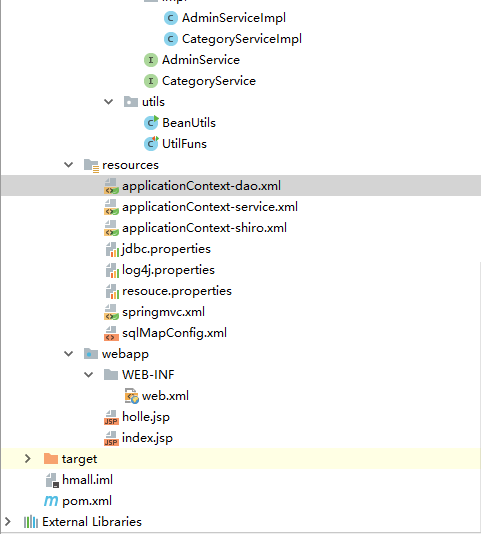 impl
AdminServiceImpl
CategoryServiceImpl
AdminService
CategoryService
utils
BeanUtils
UtilFuns
resources
applicationContext-dao.xml
applicationContext-service.xml
applicationContext-shiro.xml
jdbc.properties
log4j.properties
resouce.properties
springmvc.xml
sqlMapConfig.xml
webapp
WEB-INF
web.xml
holle.jsp
index.jsp
target
hmall.iml
pom.xml
External Libraries